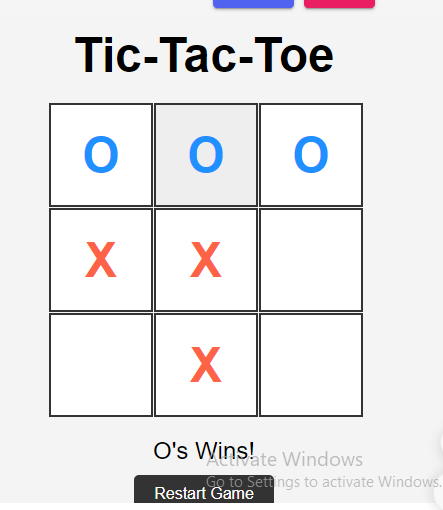 Tic-Tac-Toe
O O O
X X
X
O's Wins!
Activate Windows
Go to Settings to activate Windows.
Restart Game